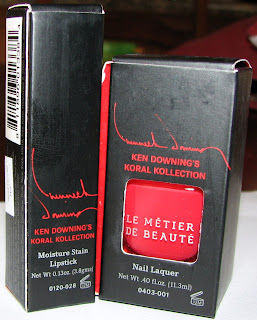 KEN DOWNING'S
KORAL KOLLECTION
Moisture Stain
Lipstick
Net Wt 0.13oz. (3.8gms)
0120-028
KEN DOWNING'S
KORAL KOLLECTION
LE MÉTIER
DE BEAUTÉ
Nail Laquer
Net Wt .40 fl.oz. (11.3ml)
0403-001